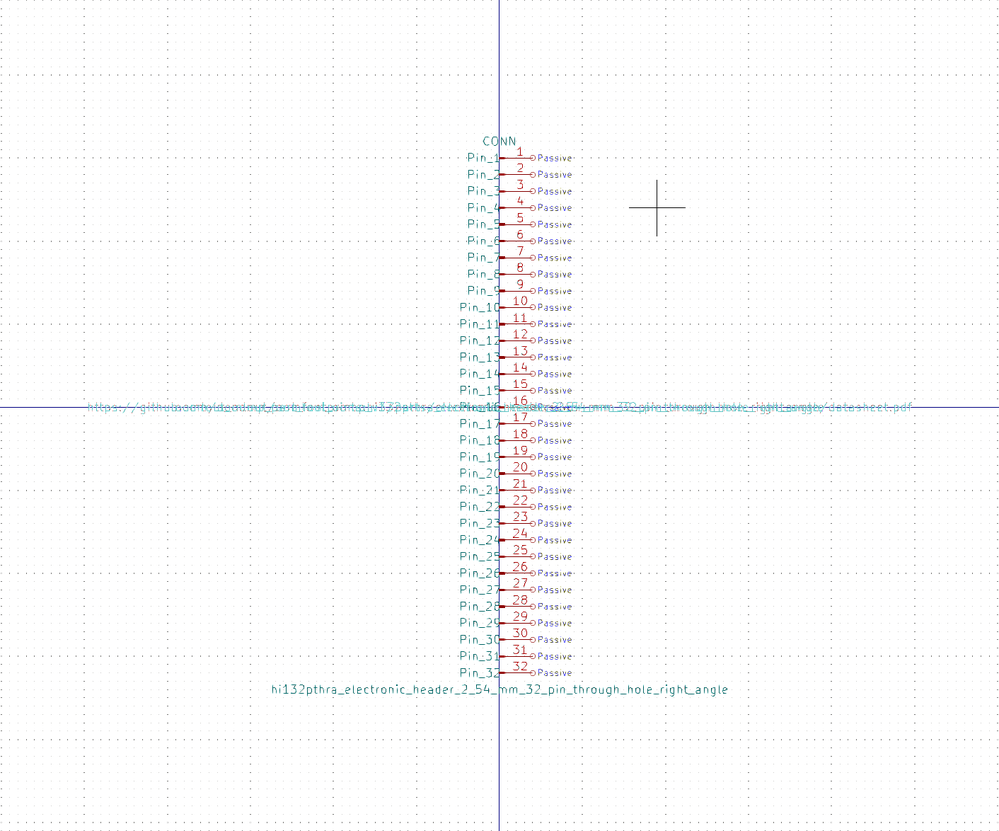 CONN
Pin_1 1 Passive
Pin_2 2 Passive
Pin_3 3 Passive
Pin_4 4 Passive
Pin_5 5 Passive
Pin_6 6 Passive
Pin_7 7 Passive
Pin_8 8 Passive
Pin_9 9 Passive
Pin_10 10 Passive
Pin_11 11 Passive
Pin_12 12 Passive
Pin_13 13 Passive
Pin_14 14 Passive
Pin_15 15 Passive
16
Pin_17 17 Passive
Pin_18 18 Passive
Pin_19 19 Passive
Pin_20 20 Passive
Pin_21 21 Passive
Pin_22 22 Passive
Pin_23 23 Passive
Pin_24 24 Passive
Pin_25 25 Passive
Pin_26 26 Passive
Pin_27 27 Passive
Pin_28 28 Passive
Pin_29 29 Passive
Pin_30 30 Passive
Pin_31 31 Passive
Pin_32 32 Passive
hi132pthra_electronic_header_2_54_mm_32_pin_through_hole_right_angle